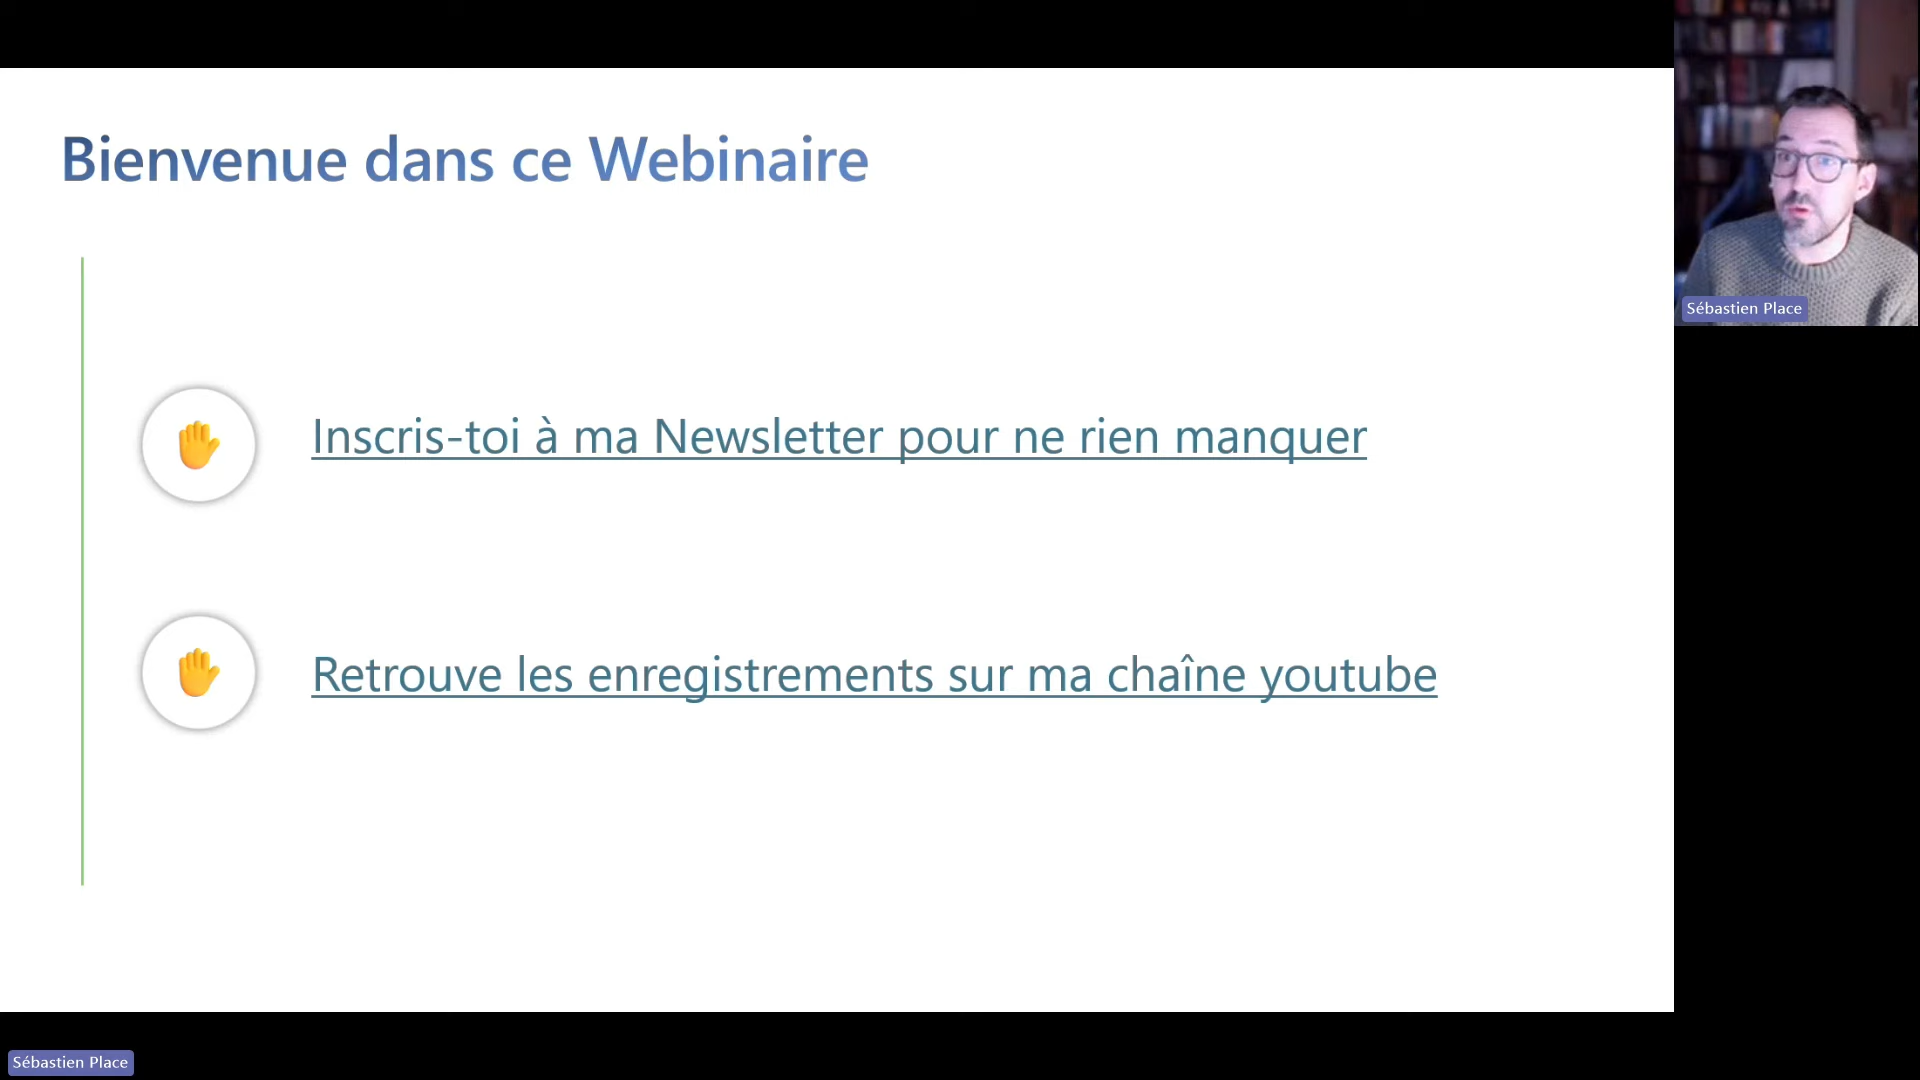 Bienvenue dans ce Webinaire
Inscris-toi à ma Newsletter pour ne rien manquer
Retrouve les enregistrements sur ma chaîne youtube
Sébastien Place
Sébastien Place